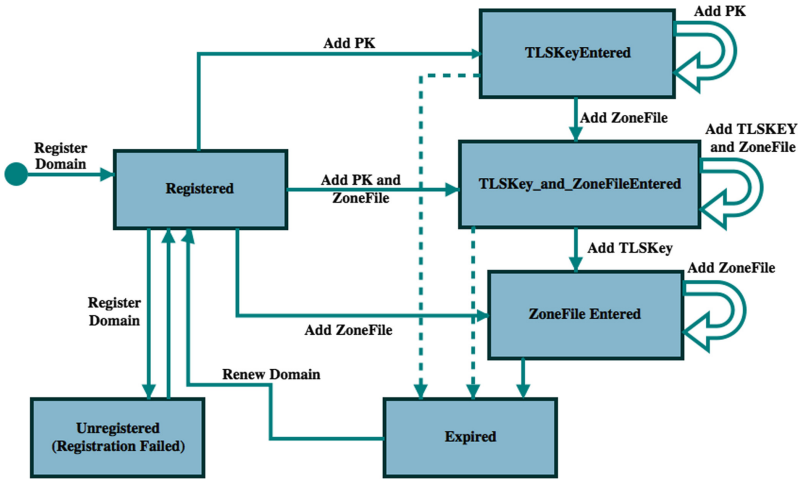 Add PK
Add PK
TLSKeyEntered
Add ZoneFile
Add TLSKEY
and ZoneFile
Register
Domain
Registered
Add PK and
ZoneFile
TLSKey_and_ZoneFileEntered
Add TLSKey
Add ZoneFile
Register
Domain
Add ZoneFile
ZoneFile Entered
Renew Domain
Unregistered
(Registration Failed)
Expired